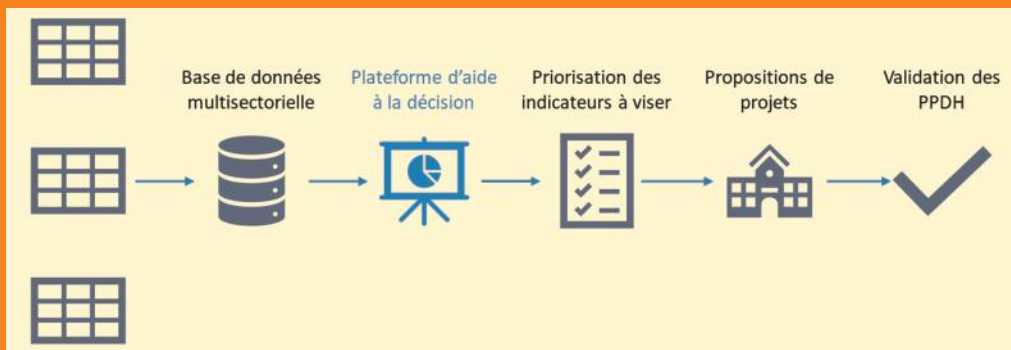 Base de données
multisectorielle
Plateforme d'aide
à la décision
Priorisation des
indicateurs à viser
Propositions de
projets
Validation des
PPDH